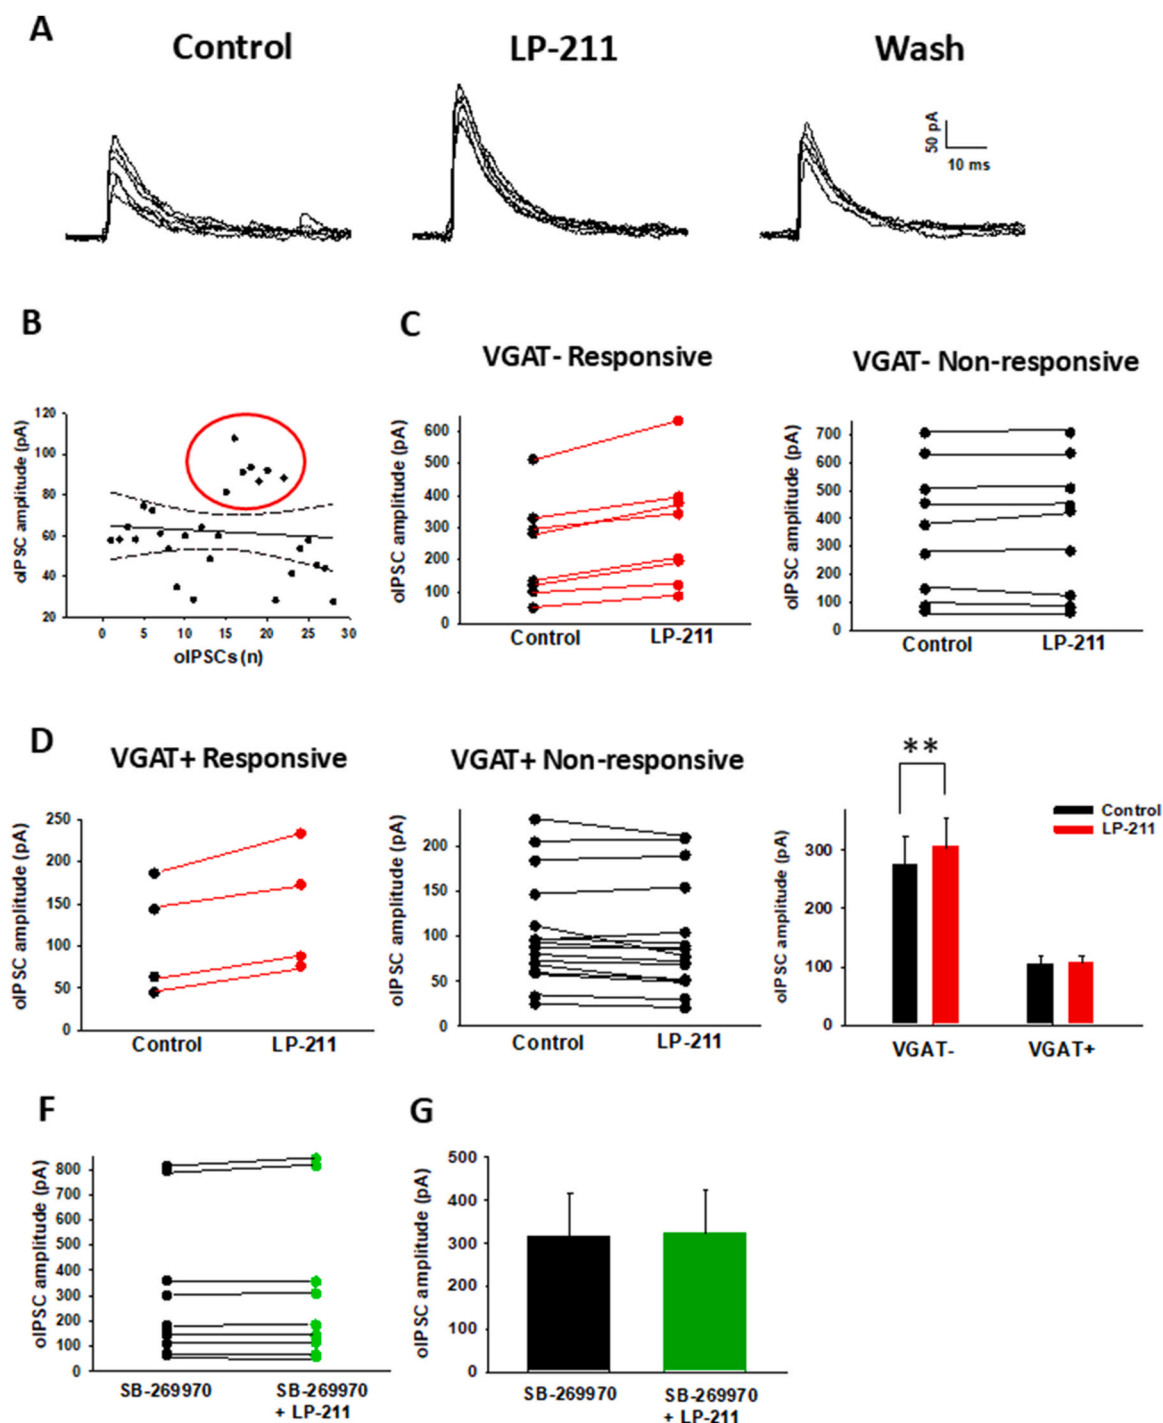 A
Control
LP-211
Wash
50 pA
10 ms
B
oIPSC amplitude (pA)
120
100
80
60
40
20
0
5
10
15
20
25
30
oIPSCs (n)
C
VGAT- Responsive
oIPSC amplitude (pA)
600
500
400
300
200
100
0
Control
LP-211
VGAT- Non-responsive
oIPSC amplitude (pA)
700
600
500
400
300
200
100
0
Control
LP-211
D
VGAT+ Responsive
oIPSC amplitude (pA)
250
200
150
100
50
0
Control
LP-211
VGAT+ Non-responsive
oIPSC amplitude (pA)
200
150
100
50
0
Control
LP-211
**
Control
LP-211
oIPSC amplitude (pA)
300
200
100
0
VGAT-
VGAT+
F
oIPSC amplitude (pA)
800
700
600
500
400
300
200
100
0
SB-269970
SB-269970
+ LP-211
G
oIPSC amplitude (pA)
500
400
300
200
100
0
SB-269970
SB-269970
+ LP-211